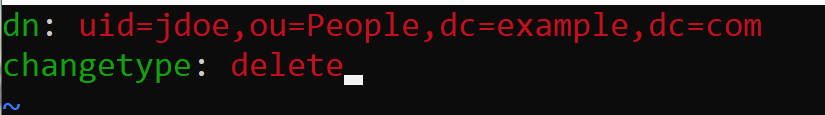 dn: uid=jdoe,ou=People,dc=example,dc=com
changetype: delete
~